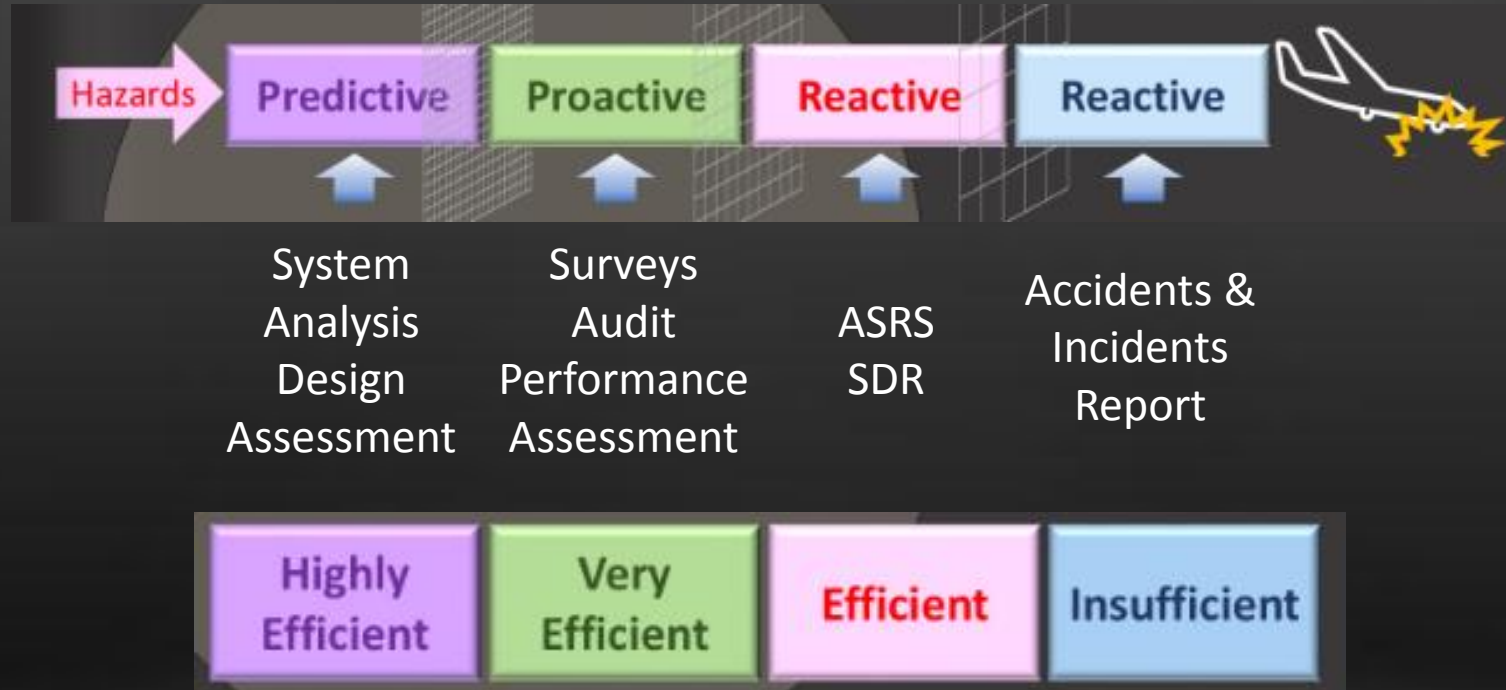 Hazards
Predictive
Proactive
Reactive
Reactive
System
Analysis
Design
Assessment
Surveys
Audit
Performance
Assessment
ASRS
SDR
Accidents &
Incidents
Report
Highly
Efficient
Very
Efficient
Efficient
Insufficient